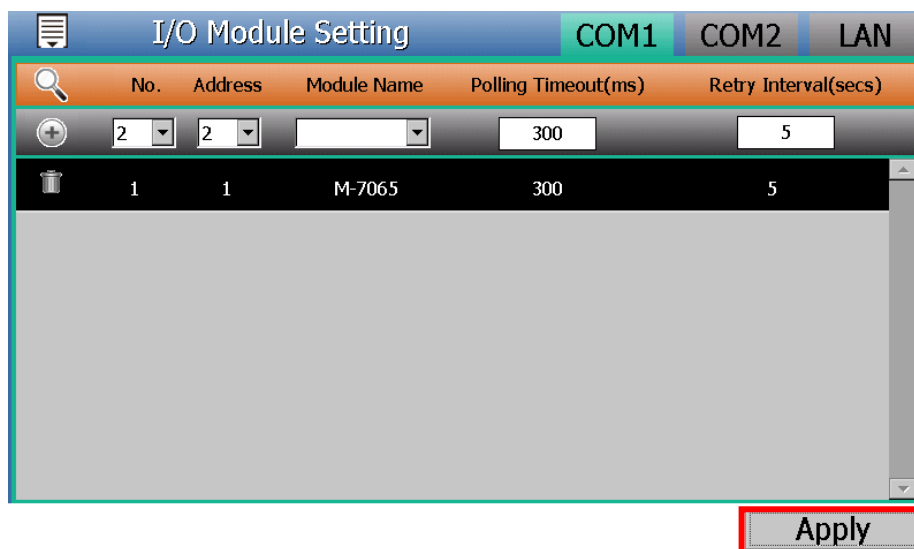 I/O Module Setting COM1 COM2 LAN
No. Address Module Name Polling Timeout(ms) Retry Interval(secs)
2 2 300 5
1 1 M-7065 300 5
Apply